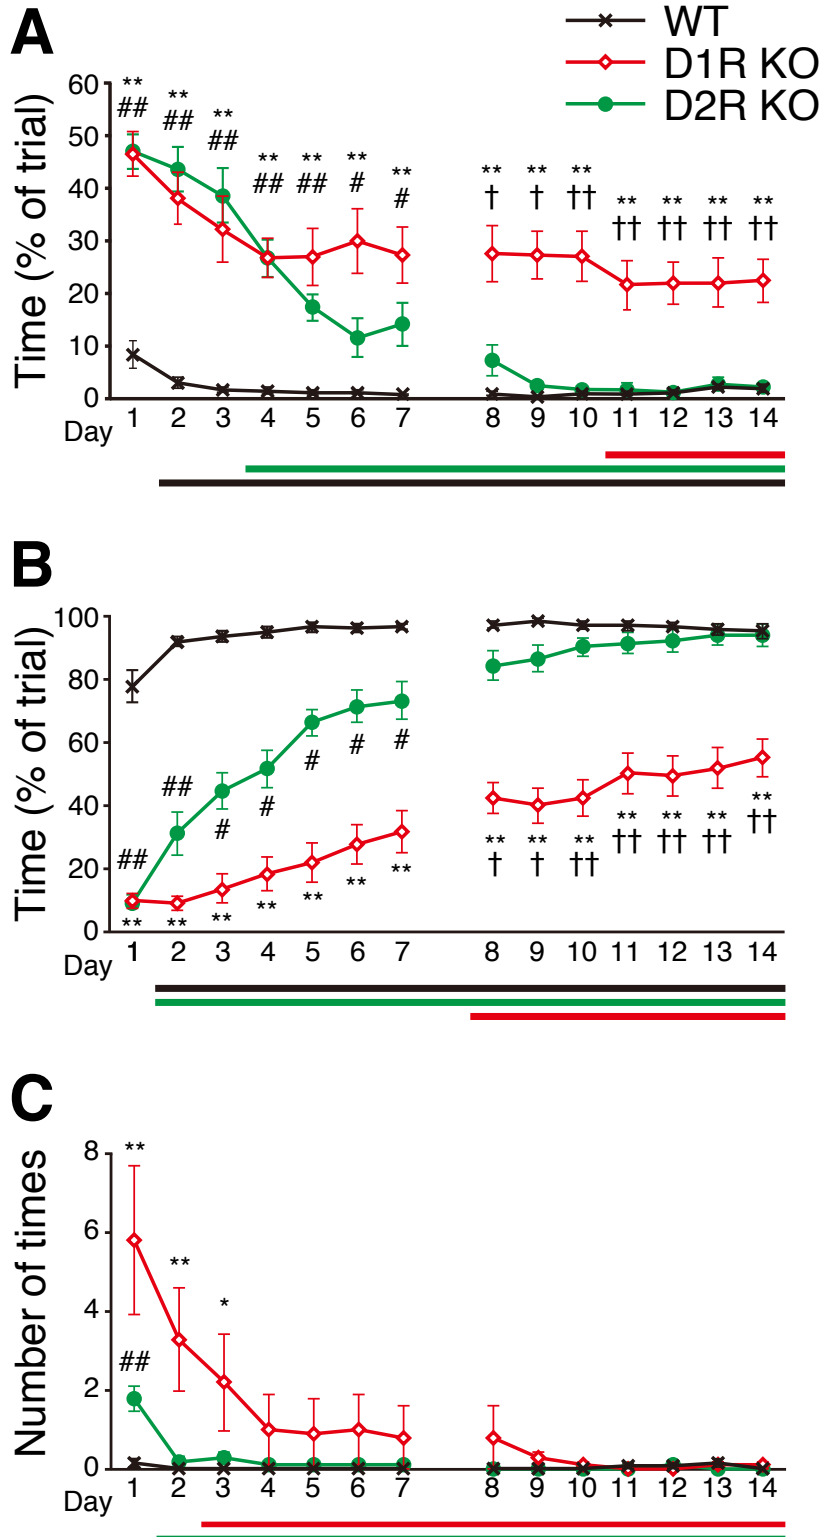 A
WT
D1R KO
D2R KO
Time (% of trial)
60
50
40
30
20
10
0
** ** ** ** ** ** ** ** ** ** ** ** ** **
## ## ## ## ## # # † † †† †† †† †† ††
Day 1 2 3 4 5 6 7 8 9 10 11 12 13 14
B
Time (% of trial)
100
80
60
40
20
0
## ## # # # # #
** ** ** ** ** ** ** ** ** ** ** ** ** **
† † †† †† †† †† ††
Day 1 2 3 4 5 6 7 8 9 10 11 12 13 14
C
Number of times
8
6
4
2
0
** ** *
##
Day 1 2 3 4 5 6 7 8 9 10 11 12 13 14